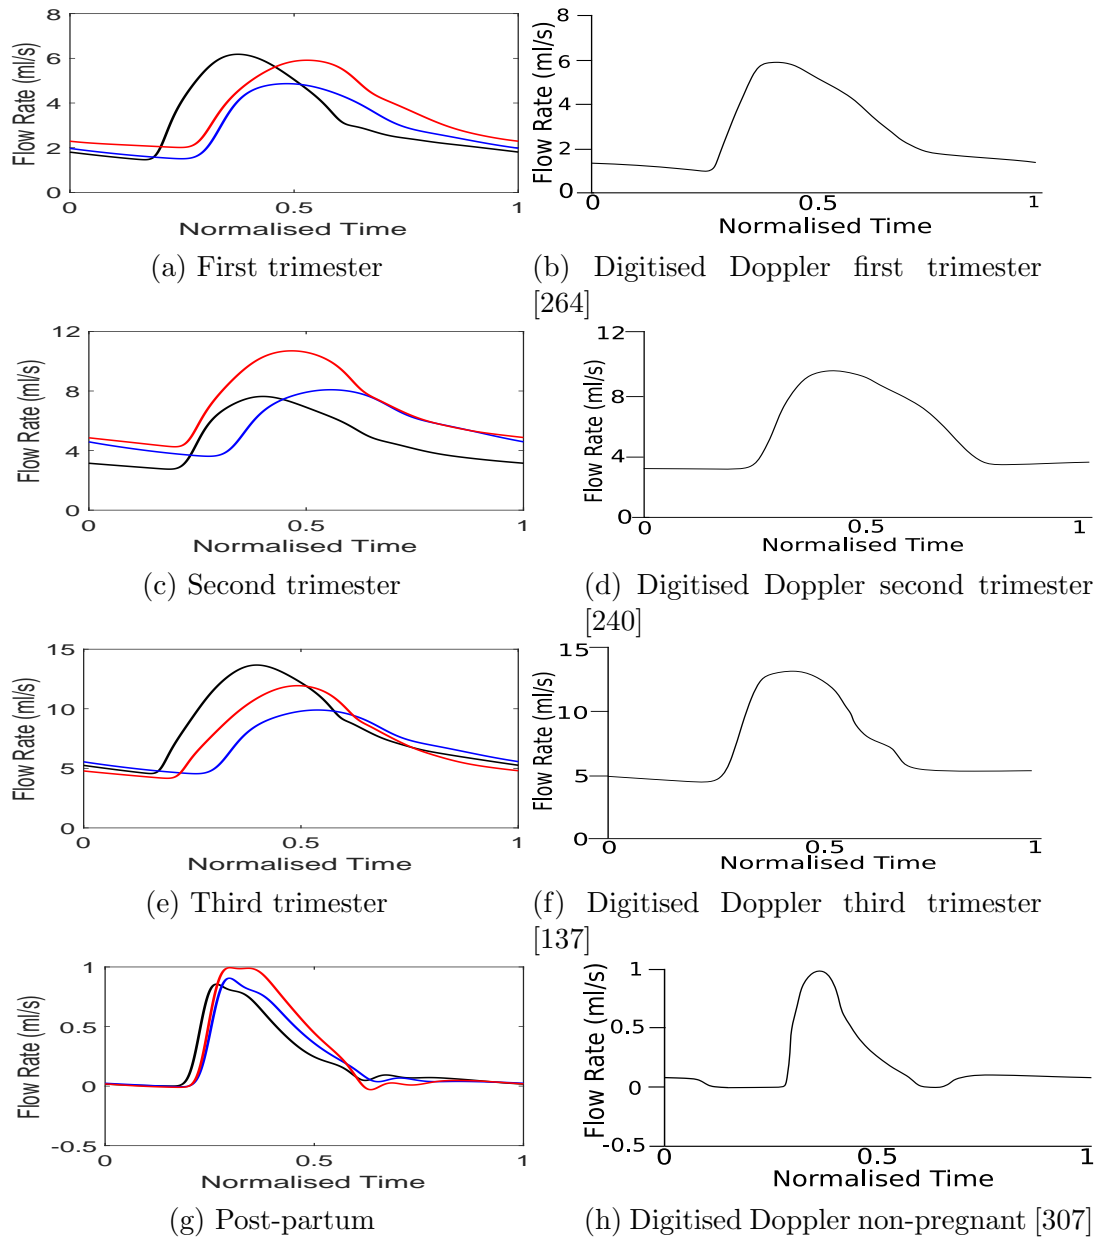 8
6
4
2
0
Flow Rate (ml/s)
0
0.5
1
Normalised Time
(a) First trimester
8
6
4
2
0
Flow Rate (ml/s)
0
0.5
1
Normalised Time
(b) Digitised Doppler first trimester
[264]
12
8
4
0
Flow Rate (ml/s)
0
0.5
1
Normalised Time
(c) Second trimester
12
8
4
0
Flow Rate (ml/s)
0
0.5
1
Normalised Time
(d) Digitised Doppler second trimester
[240]
15
10
5
0
Flow Rate (ml/s)
0
0.5
1
Normalised Time
(e) Third trimester
15
10
5
0
Flow Rate (ml/s)
0
0.5
1
Normalised Time
(f) Digitised Doppler third trimester
[137]
1
0.5
0
-0.5
Flow Rate (ml/s)
0
0.5
1
Normalised Time
(g) Post-partum
1
0.5
0
-0.5
Flow Rate (ml/s)
0
0.5
1
Normalised Time
(h) Digitised Doppler non-pregnant [307]